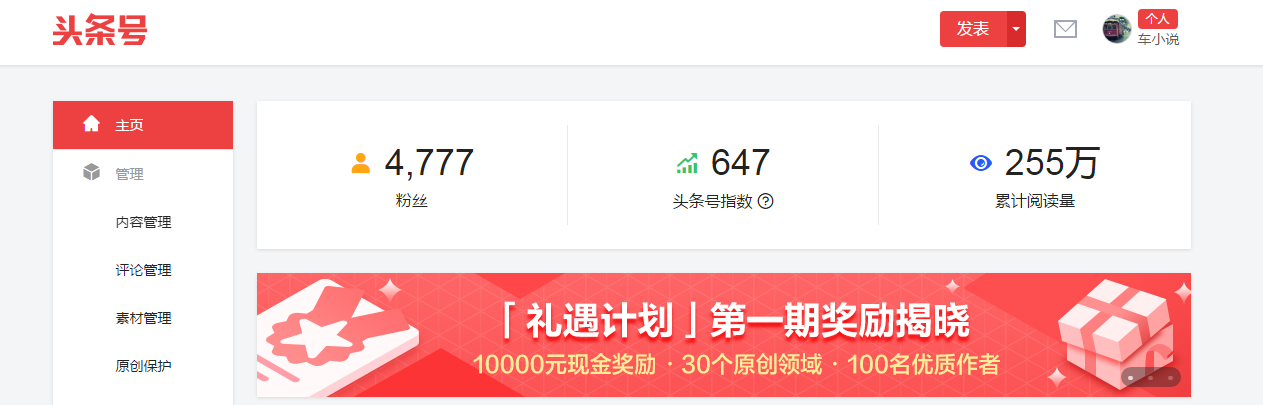 头条号
发表
个人
车小说
主页
管理
内容管理
评论管理
素材管理
原创保护
4,777
粉丝
647
头条号指数 ?
255万
累计阅读量
「礼遇计划」第一期奖励揭晓
10000元现金奖励 · 30个原创领域 · 100名优质作者